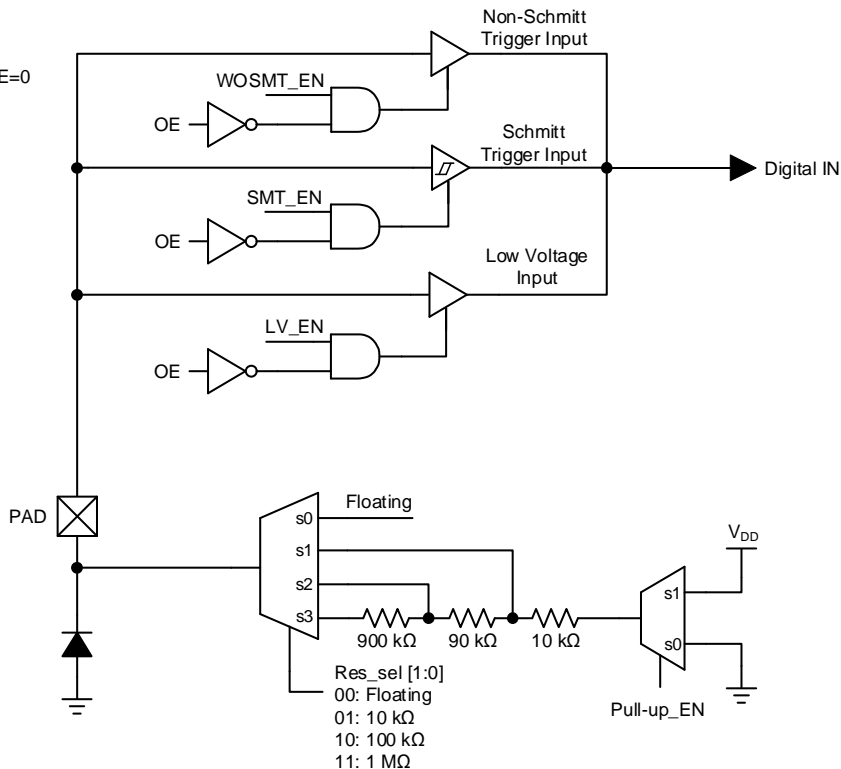 Non-Schmitt
Trigger Input
E=0
WOSMT_EN
OE
Schmitt
Trigger Input
Digital IN
SMT_EN
OE
Low Voltage
Input
LV_EN
OE
PAD
s0
Floating
s1
s2
s3
900 kΩ
90 kΩ
10 kΩ
VDD
s1
s0
Pull-up_EN
Res_sel [1:0]
00: Floating
01: 10 kΩ
10: 100 kΩ
11: 1 MΩ